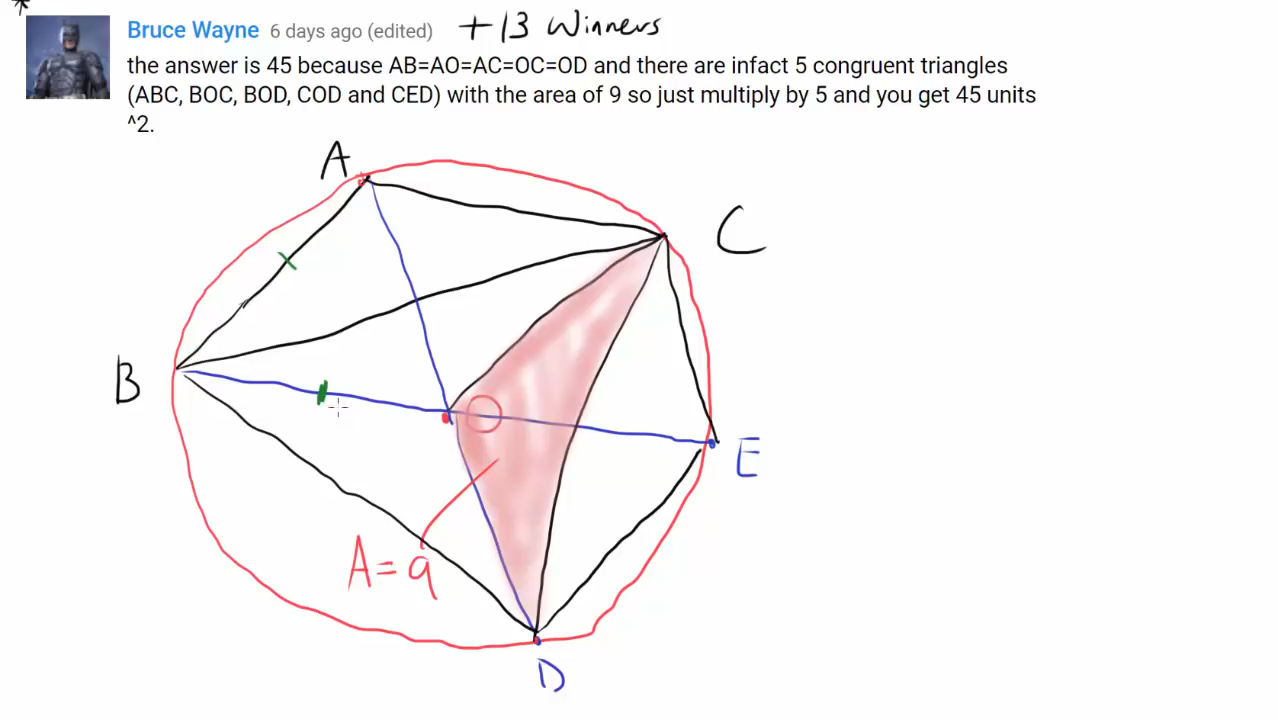 Bruce Wayne 6 days ago (edited) +13 Winners
the answer is 45 because AB=AO=AC=OC=OD and there are infact 5 congruent triangles
(ABC, BOC, BOD, COD and CED) with the area of 9 so just multiply by 5 and you get 45 units
^2.
A
C
B
E
A=9
D